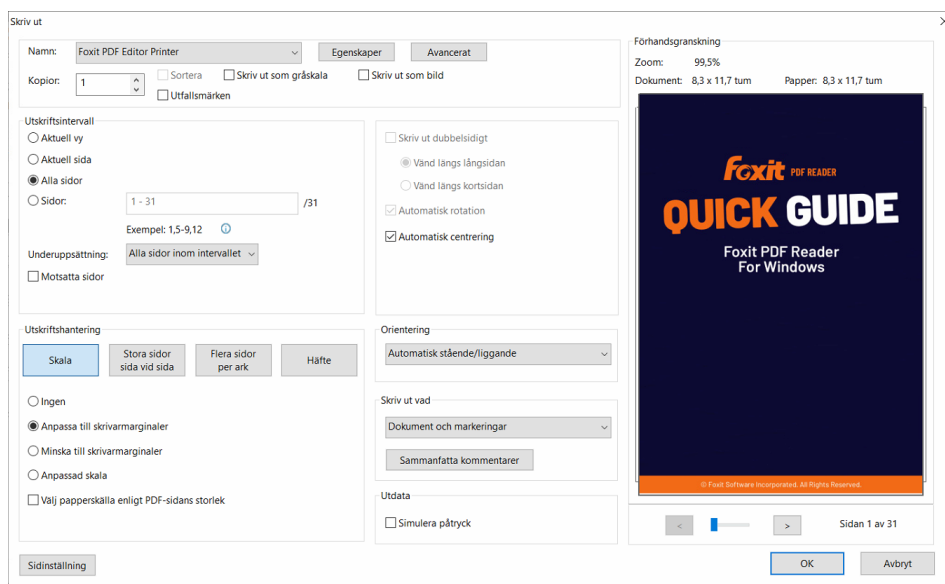 Skriv ut
Namn: Foxit PDF Editor Printer Egenskaper Avancerat
Kopior: 1 Sortera Skriv ut som gråskala Skriv ut som bild
Utfallsmärken
Utskriftsintervall
Aktuell vy
Aktuell sida
Alla sidor
Sidor: 1 - 31 /31
Exempel: 1,5-9,12
Underuppsättning: Alla sidor inom intervallet
Motsatta sidor
Skriv ut dubbelsidigt
Vänd längs långsidan
Vänd längs kortsidan
Automatisk rotation
Automatisk centrering
Utskriftshantering
Skala
Stora sidor
sida vid sida
Flera sidor
per ark
Häfte
Ingen
Anpassa till skrivarmarginaler
Minska till skrivarmarginaler
Anpassad skala
Välj papperskälla enligt PDF-sidans storlek
Orientering
Automatisk stående/liggande
Skriv ut vad
Dokument och markeringar
Sammanfatta kommentarer
Utdata
Simulera påtryck
Förhandsgranskning
Zoom: 99,5%
Dokument: 8,3 x 11,7 tum Papper: 8,3 x 11,7 tum
Foxit PDF READER
QUICK GUIDE
Foxit PDF Reader
For Windows
© Foxit Software Incorporated. All Rights Reserved.
< > Sidan 1 av 31
Sidinställning OK Avbryt